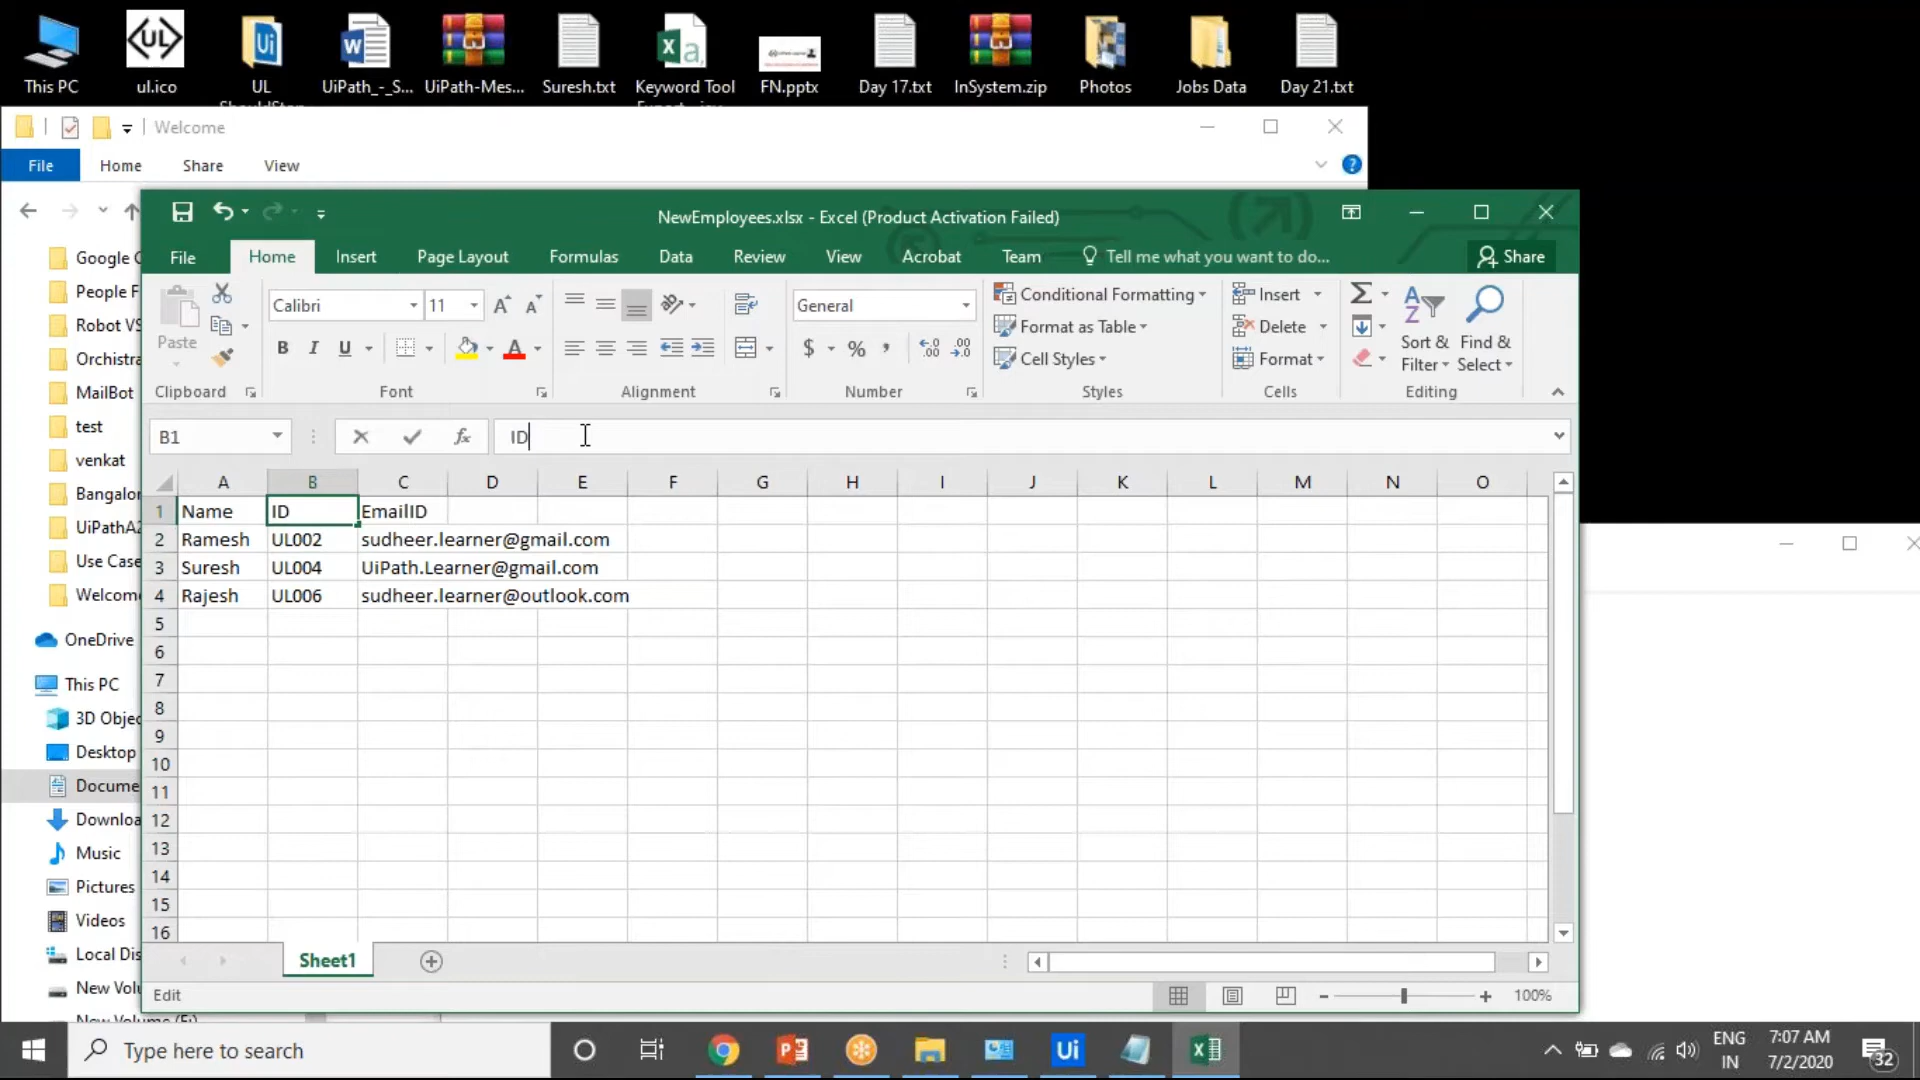 This PC
ul.ico
UL
UiPath_-_S...
UiPath-Mes...
Suresh.txt
Keyword Tool
FN.pptx
Day 17.txt
InSystem.zip
Photos
Jobs Data
Day 21.txt
Welcome
File Home Share View
NewEmployees.xlsx - Excel (Product Activation Failed)
File Home Insert Page Layout Formulas Data Review View Acrobat Team Tell me what you want to do... Share
Paste
Calibri 11
B I U
General
$ % ,
Conditional Formatting
Format as Table
Cell Styles
Insert
Delete
Format
Sort & Filter
Find & Select
Clipboard Font Alignment Number Styles Cells Editing
B1 fx ID
A B C D E F G H I J K L M N O
1 Name ID EmailID
2 Ramesh UL002 sudheer.learner@gmail.com
3 Suresh UL004 UiPath.Learner@gmail.com
4 Rajesh UL006 sudheer.learner@outlook.com
5
6
7
8
9
10
11
12
13
14
15
16
Sheet1
Edit
100%
Google
People F
Robot VS
Orchistra
MailBot
test
venkat
Bangalor
UiPathA2
Use Case
Welcome
OneDrive
This PC
3D Objec
Desktop
Docume
Downloa
Music
Pictures
Videos
Local Dis
New Volu
Type here to search
Ui
ENG
IN
7:07 AM
7/2/2020
32